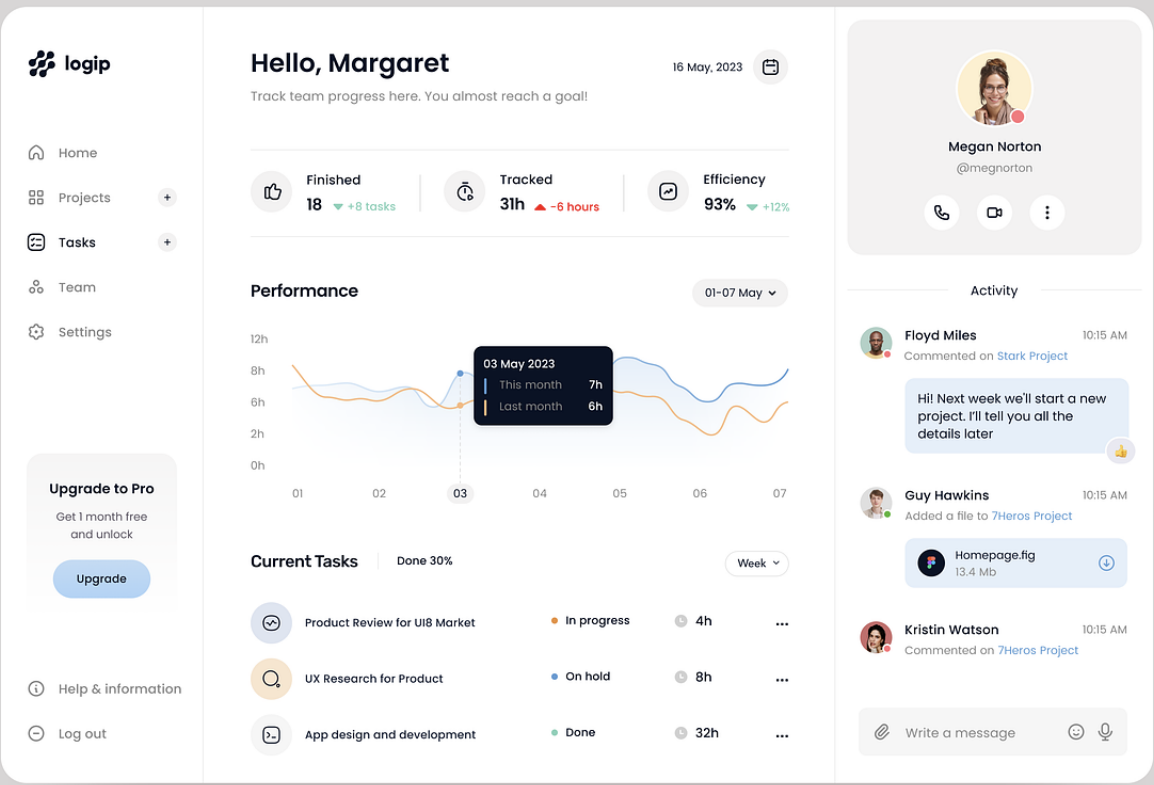 logip
Home
Projects +
Tasks +
Team
Settings
Upgrade to Pro
Get 1 month free
and unlock
Upgrade
Help & information
Log out
Hello, Margaret
16 May, 2023
Track team progress here. You almost reach a goal!
Finished
18 +8 tasks
Tracked
31h -6 hours
Efficiency
93% +12%
Performance
01-07 May
12h
8h
6h
2h
0h
03 May 2023
This month 7h
Last month 6h
01 02 03 04 05 06 07
Current Tasks Done 30% Week
Product Review for UI8 Market In progress 4h
UX Research for Product On hold 8h
App design and development Done 32h
Megan Norton
@megnorton
Activity
Floyd Miles 10:15 AM
Commented on Stark Project
Hi! Next week we'll start a new
project. I'll tell you all the
details later
Guy Hawkins 10:15 AM
Added a file to 7Heros Project
Homepage.fig
13.4 Mb
Kristin Watson 10:15 AM
Commented on 7Heros Project
Write a message